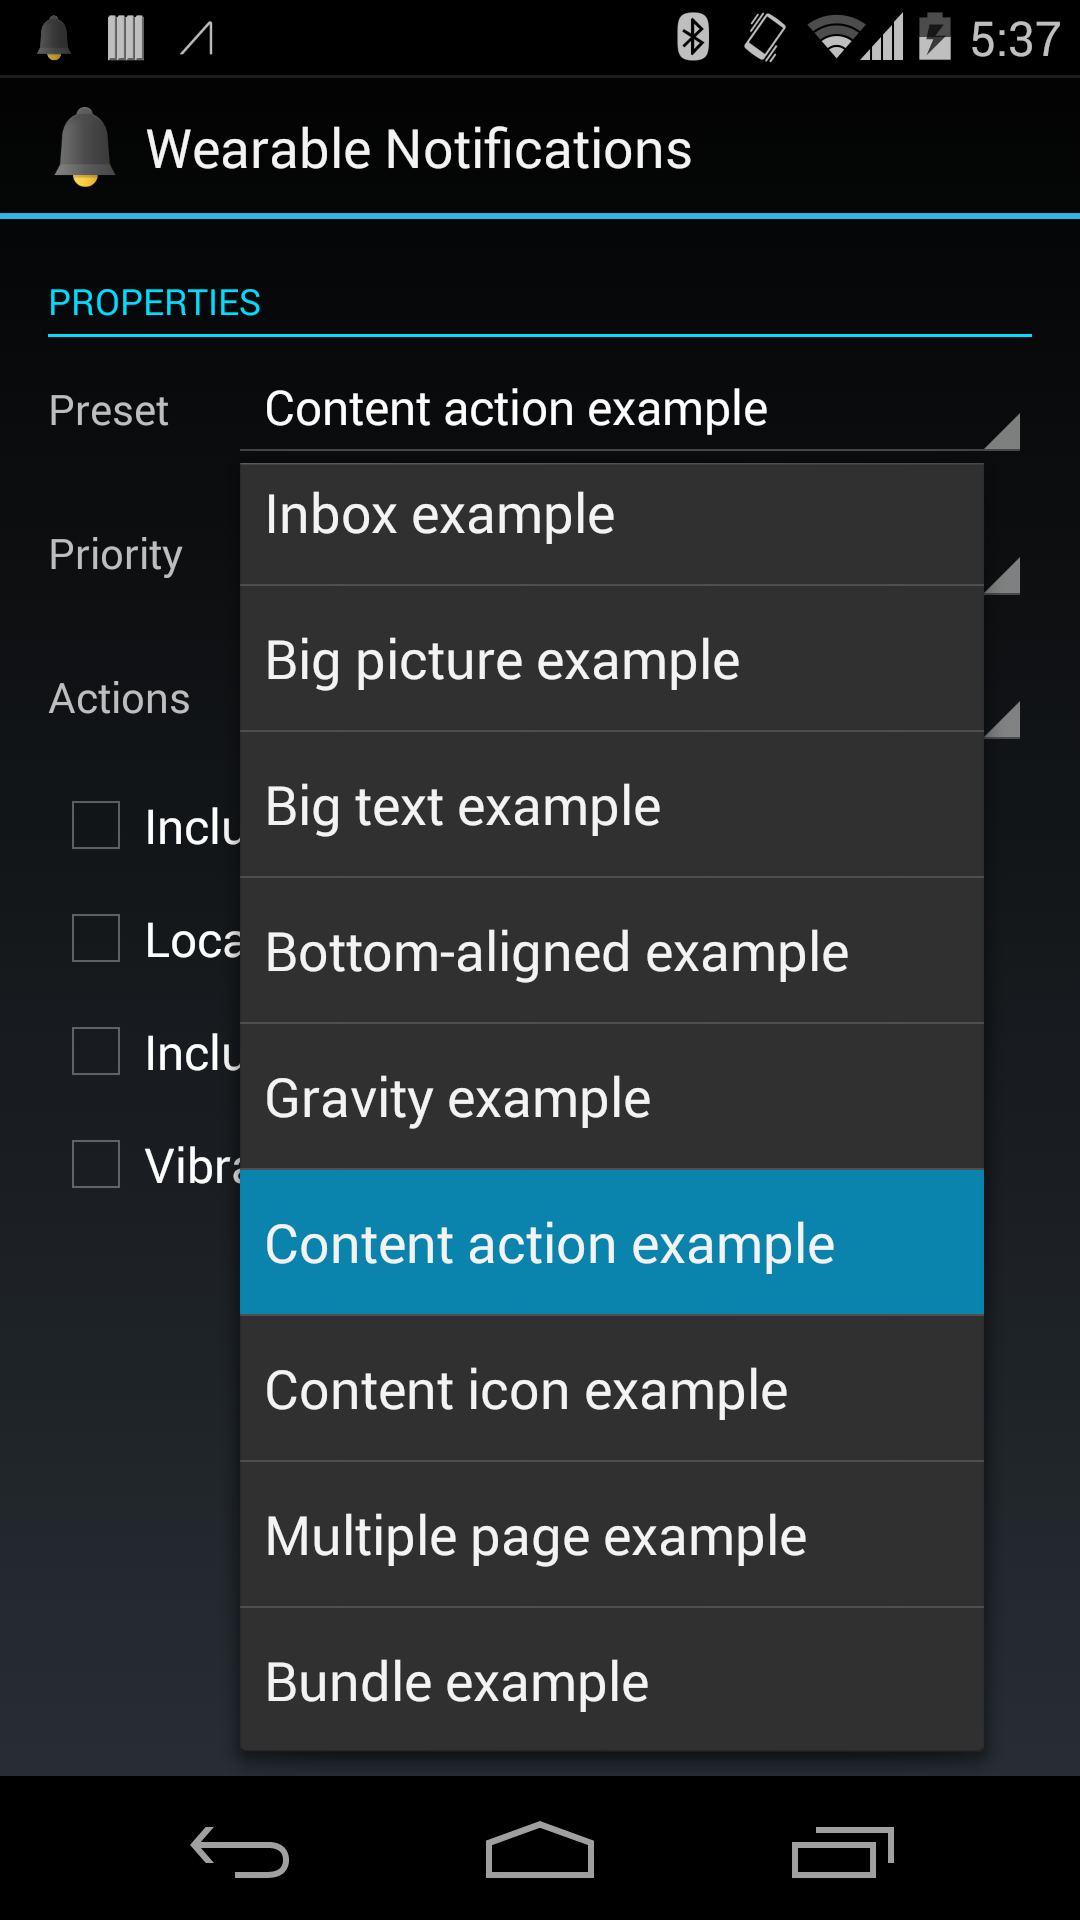 5:37
Wearable Notifications
PROPERTIES
Preset
Content action example
Inbox example
Priority
Big picture example
Actions
Big text example
Inclu
Loca
Bottom-aligned example
Inclu
Gravity example
Vibra
Content action example
Content icon example
Multiple page example
Bundle example